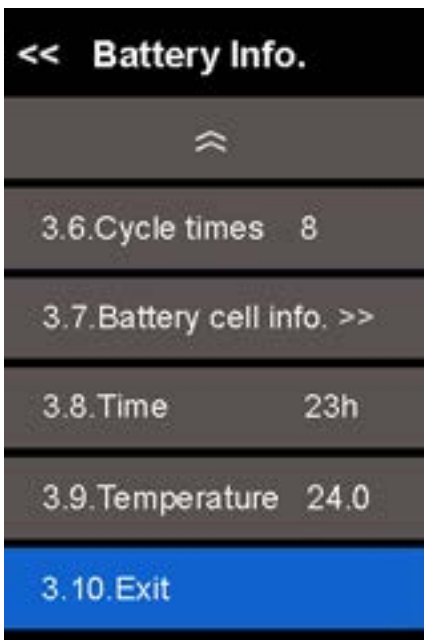 << Battery Info.
3.6.Cycle times 8
3.7.Battery cell info. >>
3.8.Time 23h
3.9.Temperature 24.0
3.10.Exit